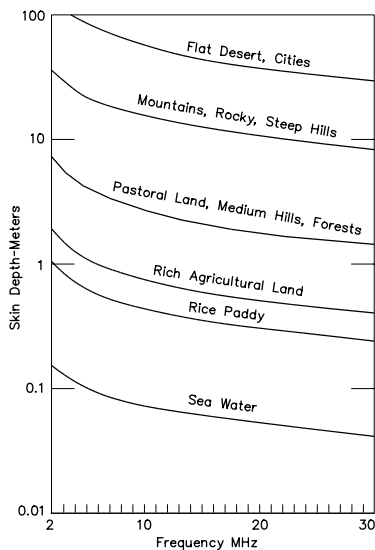 100
Flat Desert, Cities
Mountains, Rocky, Steep Hills
10
Pastoral Land, Medium Hills, Forests
Skin Depth-Meters
1
Rich Agricultural Land
Rice Paddy
0.1
Sea Water
0.01
2 10 20 30
Frequency MHz